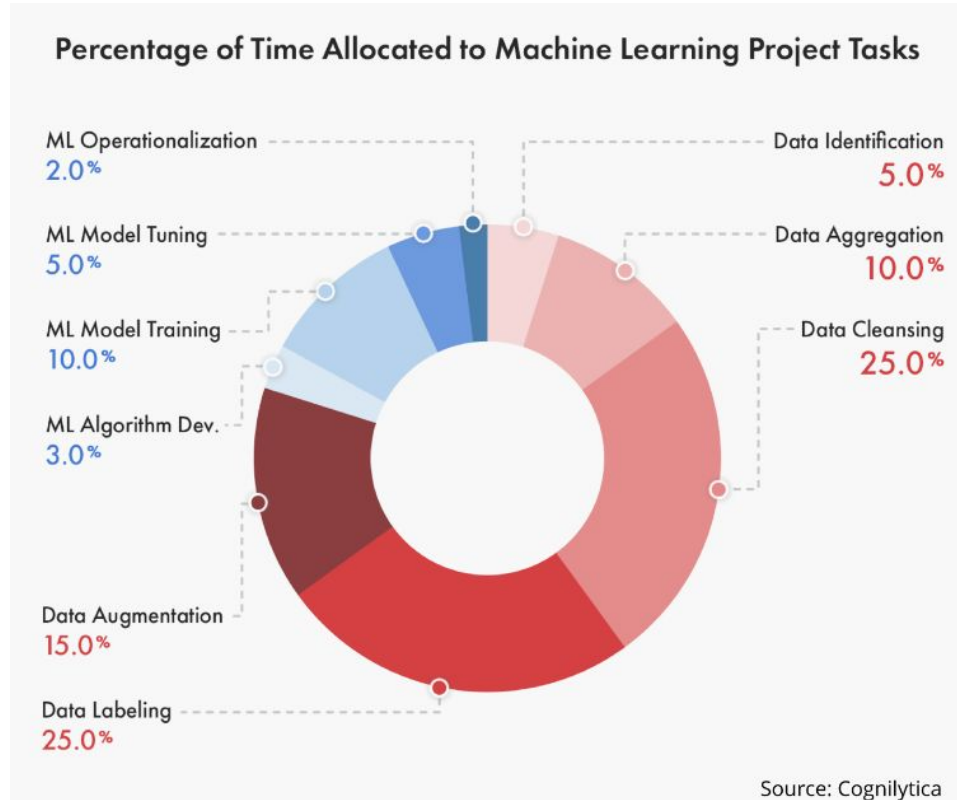 Percentage of Time Allocated to Machine Learning Project Tasks
ML Operationalization
2.0%
ML Model Tuning
5.0%
ML Model Training
10.0%
ML Algorithm Dev.
3.0%
Data Augmentation
15.0%
Data Labeling
25.0%
Data Identification
5.0%
Data Aggregation
10.0%
Data Cleansing
25.0%
Source: Cognilytica